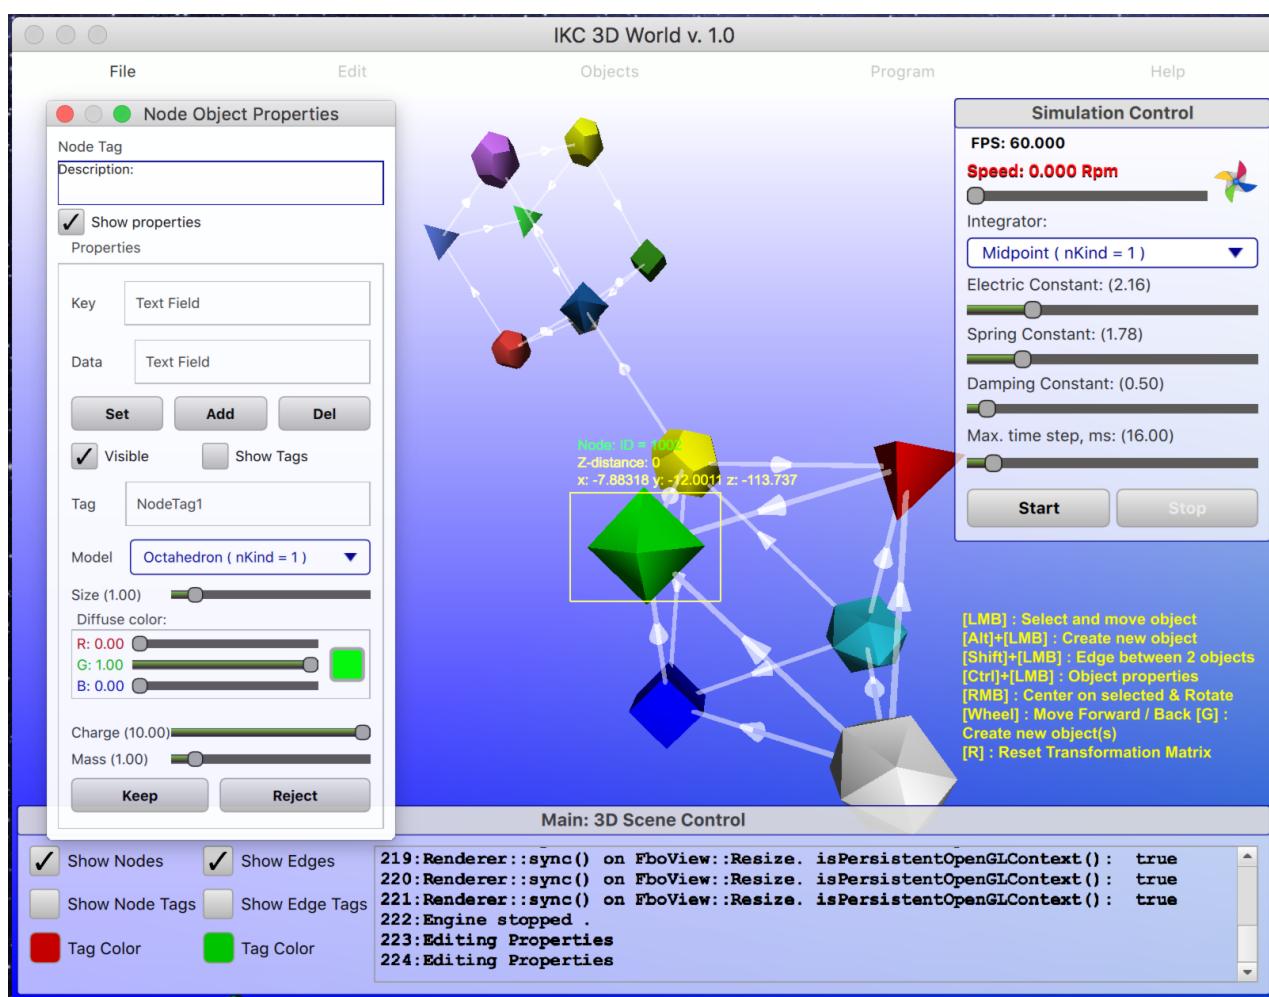 IKC 3D World v. 1.0
File Edit Objects Program Help
Node Object Properties
Node Tag
Description:
Show properties
Properties
Key Text Field
Data Text Field
Set Add Del
Visible Show Tags
Tag NodeTag1
Model Octahedron ( nKind = 1 )
Size (1.00)
Diffuse color:
R: 0.00
G: 1.00
B: 0.00
Charge (10.00)
Mass (1.00)
Keep Reject
Node: ID = 1002
Z-distance: 0
x: -7.88318 y: -12.0011 z: -113.737
Simulation Control
FPS: 60.000
Speed: 0.000 Rpm
Integrator:
Midpoint ( nKind = 1 )
Electric Constant: (2.16)
Spring Constant: (1.78)
Damping Constant: (0.50)
Max. time step, ms: (16.00)
Start Stop
[LMB] : Select and move object
[Alt]+[LMB] : Create new object
[Shift]+[LMB] : Edge between 2 objects
[Ctrl]+[LMB] : Object properties
[RMB] : Center on selected & Rotate
[Wheel] : Move Forward / Back [G] :
Create new object(s)
[R] : Reset Transformation Matrix
Main: 3D Scene Control
Show Nodes Show Edges
Show Node Tags Show Edge Tags
Tag Color Tag Color
219:Renderer::sync() on FboView::Resize. isPersistentOpenGLContext(): true
220:Renderer::sync() on FboView::Resize. isPersistentOpenGLContext(): true
221:Renderer::sync() on FboView::Resize. isPersistentOpenGLContext(): true
222:Engine stopped .
223:Editing Properties
224:Editing Properties